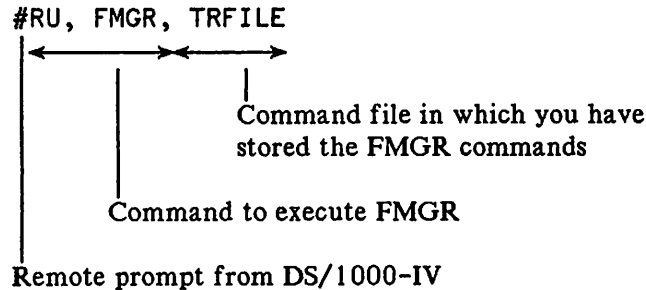 #RU, FMGR, TRFILE
Command file in which you have
stored the FMGR commands
Command to execute FMGR
Remote prompt from DS/1000-IV